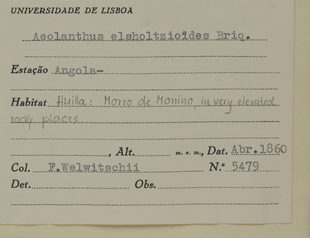 UNIVERSIDADE DE LISBOA
Aeolanthus elsholtzioïdes Briq.
Estação Angola-
Habitat Huilla: Morro de Monino, in very elevated
rocky places
, Alt. m. s. m., Dat. Abr.1860
Col. F.Welwitschii N.º 5479
Det. Obs.